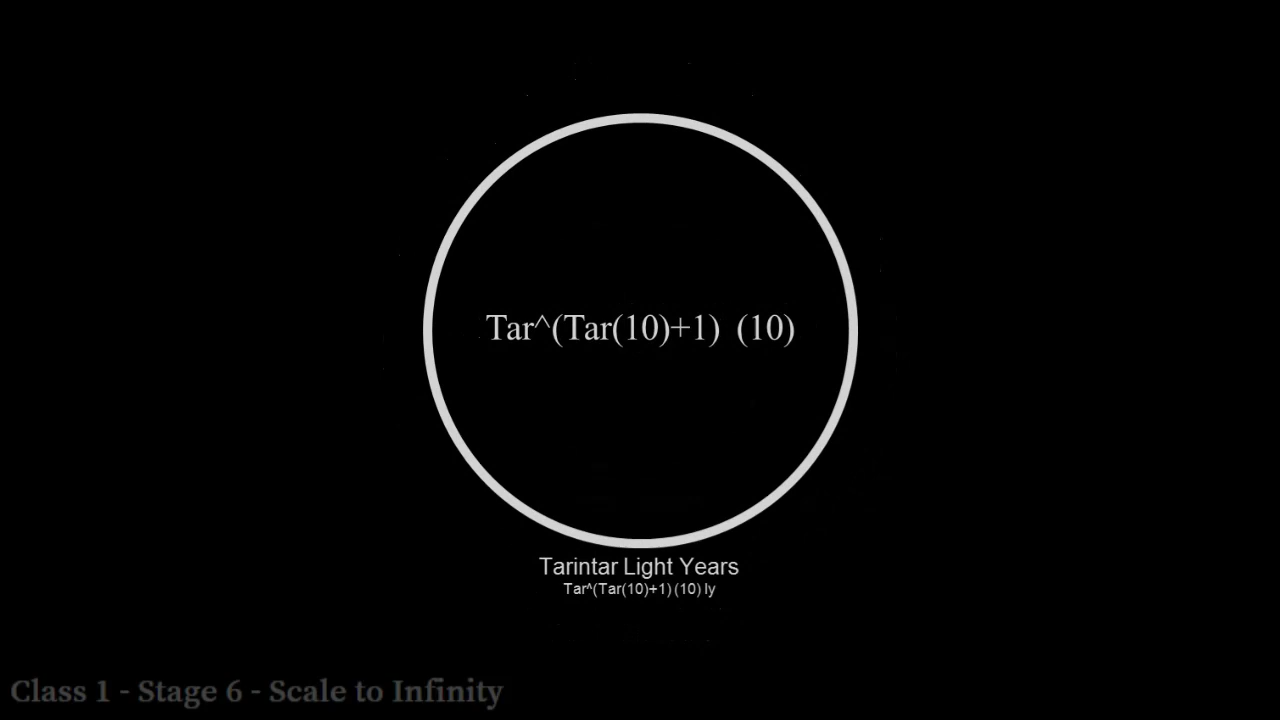 Tar^(Tar(10)+1) (10)
Tarintar Light Years
Tar^(Tar(10)+1) (10) ly
Class 1 - Stage 6 - Scale to Infinity